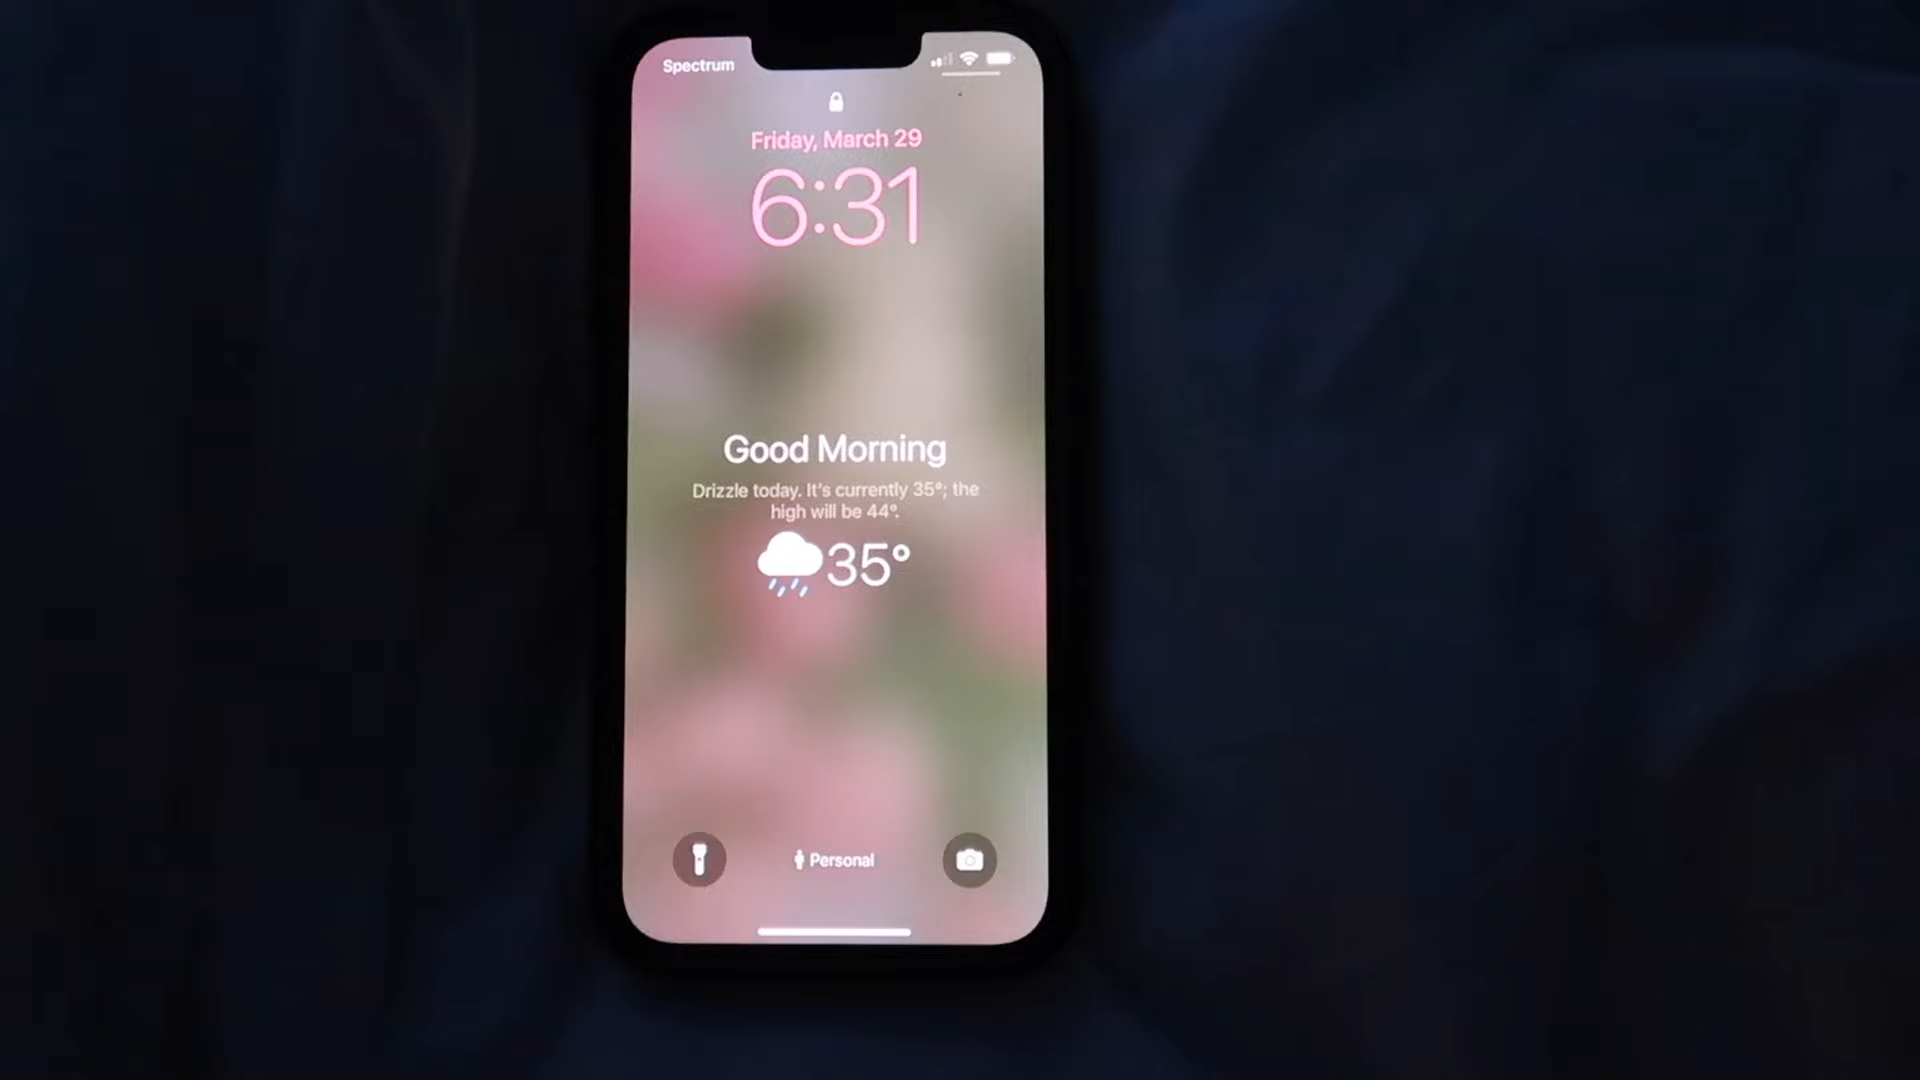 Spectrum
Friday, March 29
6:31
Good Morning
Drizzle today. It's currently 35°; the
high will be 44°.
35°
Personal